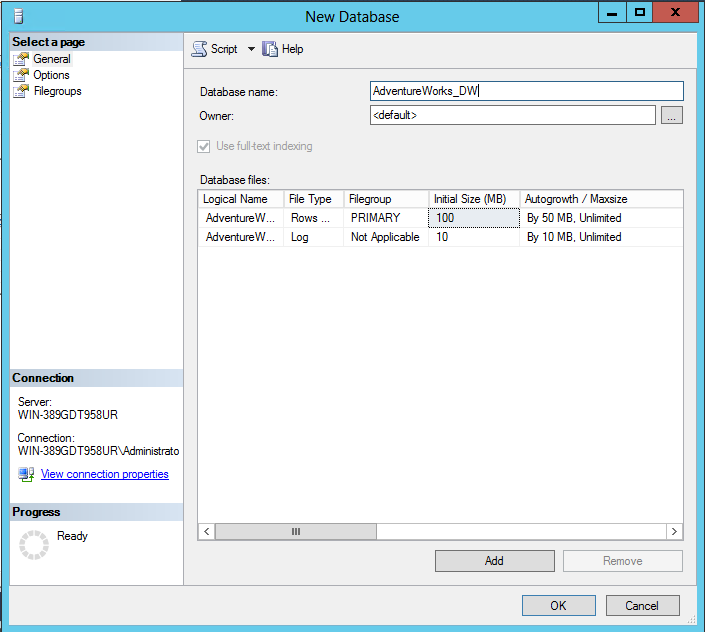 New Database
Select a page
General
Options
Filegroups
Script
Help
Database name:
AdventureWorks_DW
Owner:
<default>
...
Use full-text indexing
Database files:
Logical Name File Type Filegroup Initial Size (MB) Autogrowth / Maxsize
AdventureW... Rows ... PRIMARY 100 By 50 MB, Unlimited
AdventureW... Log Not Applicable 10 By 10 MB, Unlimited
Connection
Server:
WIN-389GDT958UR
Connection:
WIN-389GDT958UR\Administrato
View connection properties
Progress
Ready
Add
Remove
OK
Cancel